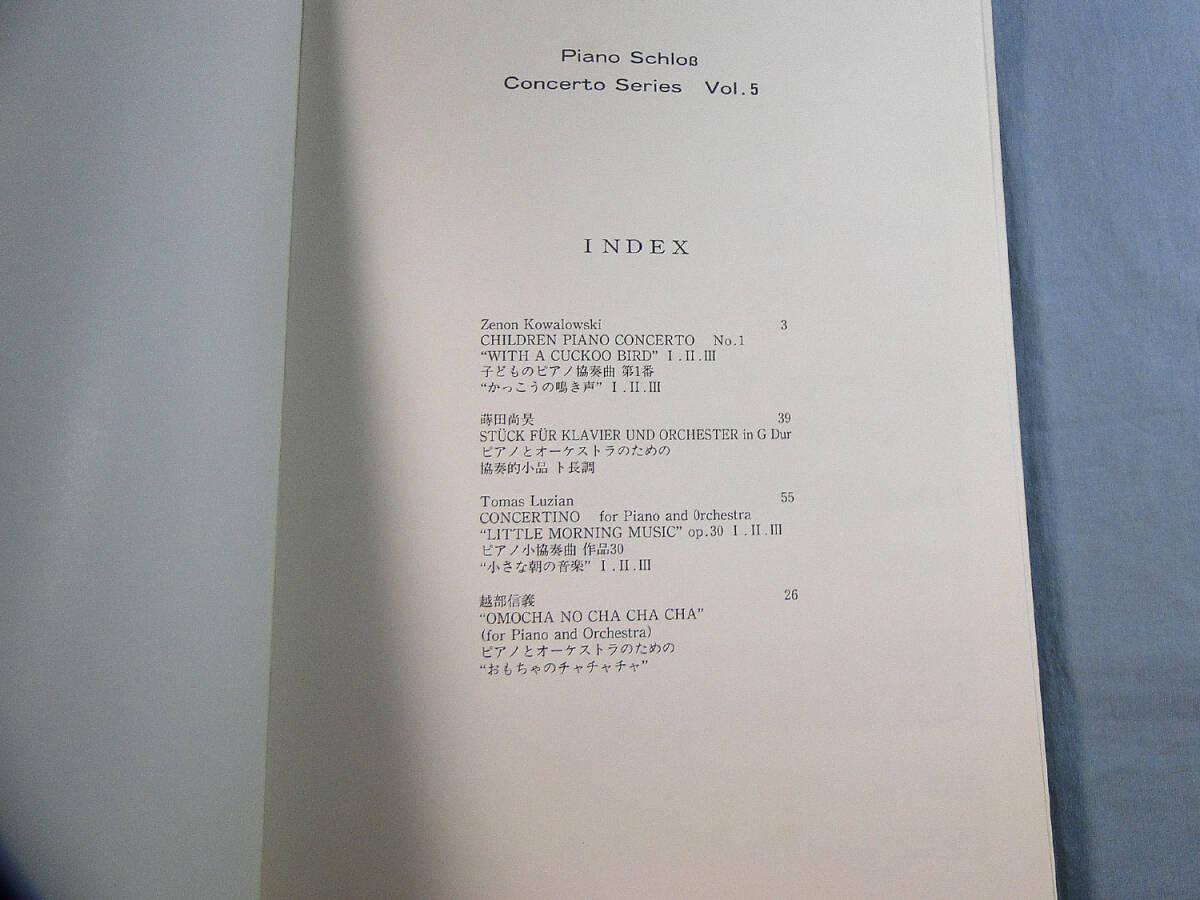 Piano Schloß
Concerto Series Vol.5
INDEX
Zenon Kowalowski 3
CHILDREN PIANO CONCERTO No.1
“WITH A CUCKOO BIRD” I.II.III
子どものピアノ協奏曲 第1番
“かっこうの鳴き声” I.II.III
蒔田尚昊 39
STÜCK FÜR KLAVIER UND ORCHESTER in G Dur
ピアノとオーケストラのための
協奏的小品 ト長調
Tomas Luzian 55
CONCERTINO for Piano and Orchestra
“LITTLE MORNING MUSIC” op.30 I.II.III
ピアノ小協奏曲 作品30
“小さな朝の音楽” I.II.III
越部信義 26
“OMOCHA NO CHA CHA CHA”
(for Piano and Orchestra)
ピアノとオーケストラのための
“おもちゃのチャチャチャ”